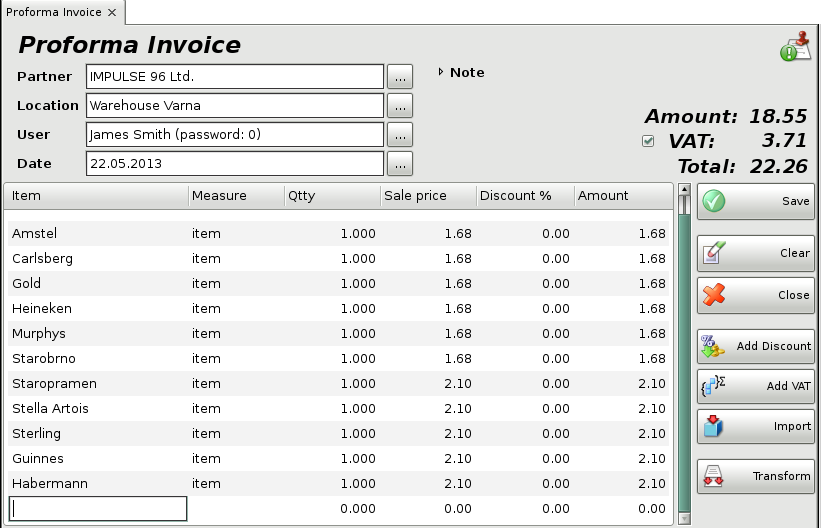 Proforma Invoice ×
Proforma Invoice
Partner IMPULSE 96 Ltd. ...
Note
Location Warehouse Varna ...
User James Smith (password: 0) ...
Date 22.05.2013 ...
Amount: 18.55
VAT: 3.71
Total: 22.26
Item Measure Qtty Sale price Discount % Amount
Amstel item 1.000 1.68 0.00 1.68
Carlsberg item 1.000 1.68 0.00 1.68
Gold item 1.000 1.68 0.00 1.68
Heineken item 1.000 1.68 0.00 1.68
Murphys item 1.000 1.68 0.00 1.68
Starobrno item 1.000 1.68 0.00 1.68
Staropramen item 1.000 2.10 0.00 2.10
Stella Artois item 1.000 2.10 0.00 2.10
Sterling item 1.000 2.10 0.00 2.10
Guinnes item 1.000 2.10 0.00 2.10
Habermann item 1.000 2.10 0.00 2.10
0.000 0.00 0.00 0.00
Save
Clear
Close
Add Discount
Add VAT
Import
Transform